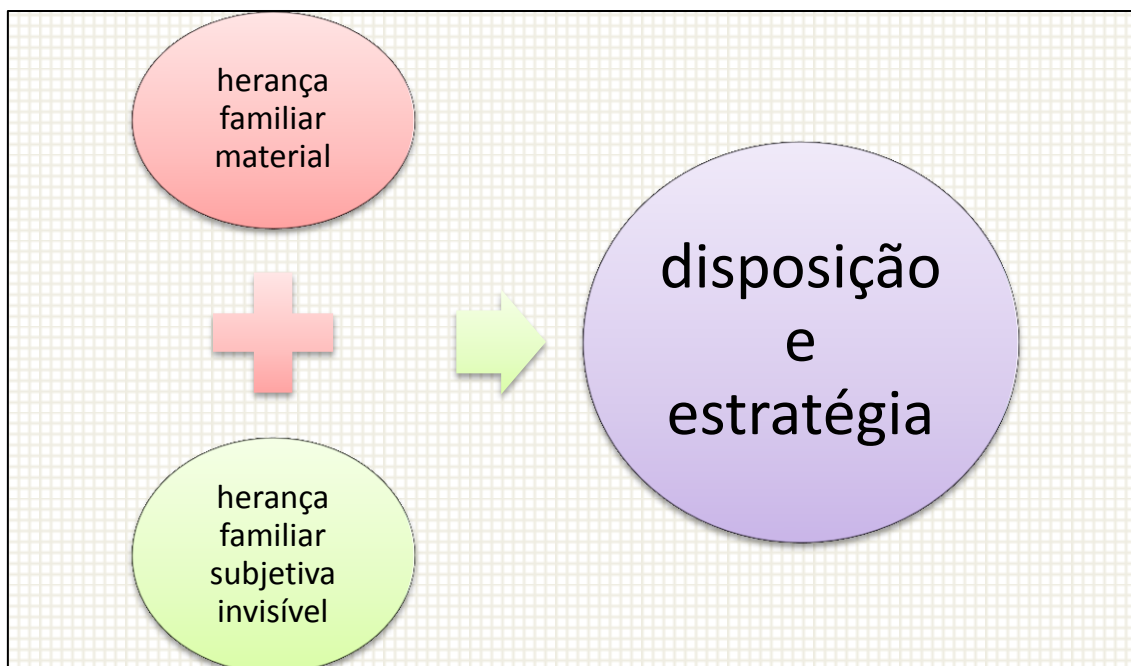 herança
familiar
material
herança
familiar
subjetiva
invisível
disposição
e
estratégia